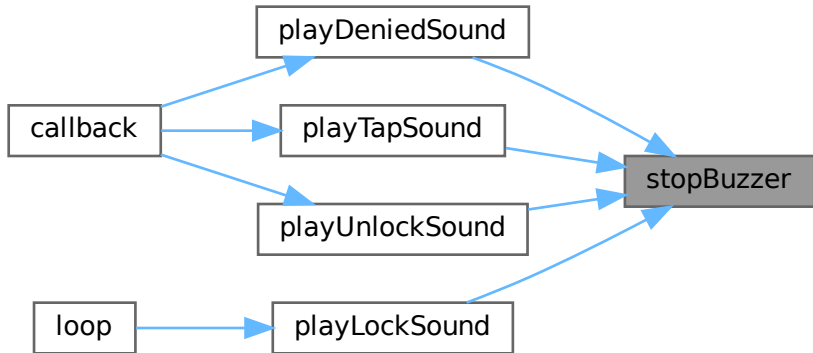 playDeniedSound
callback
playTapSound
stopBuzzer
playUnlockSound
loop
playLockSound